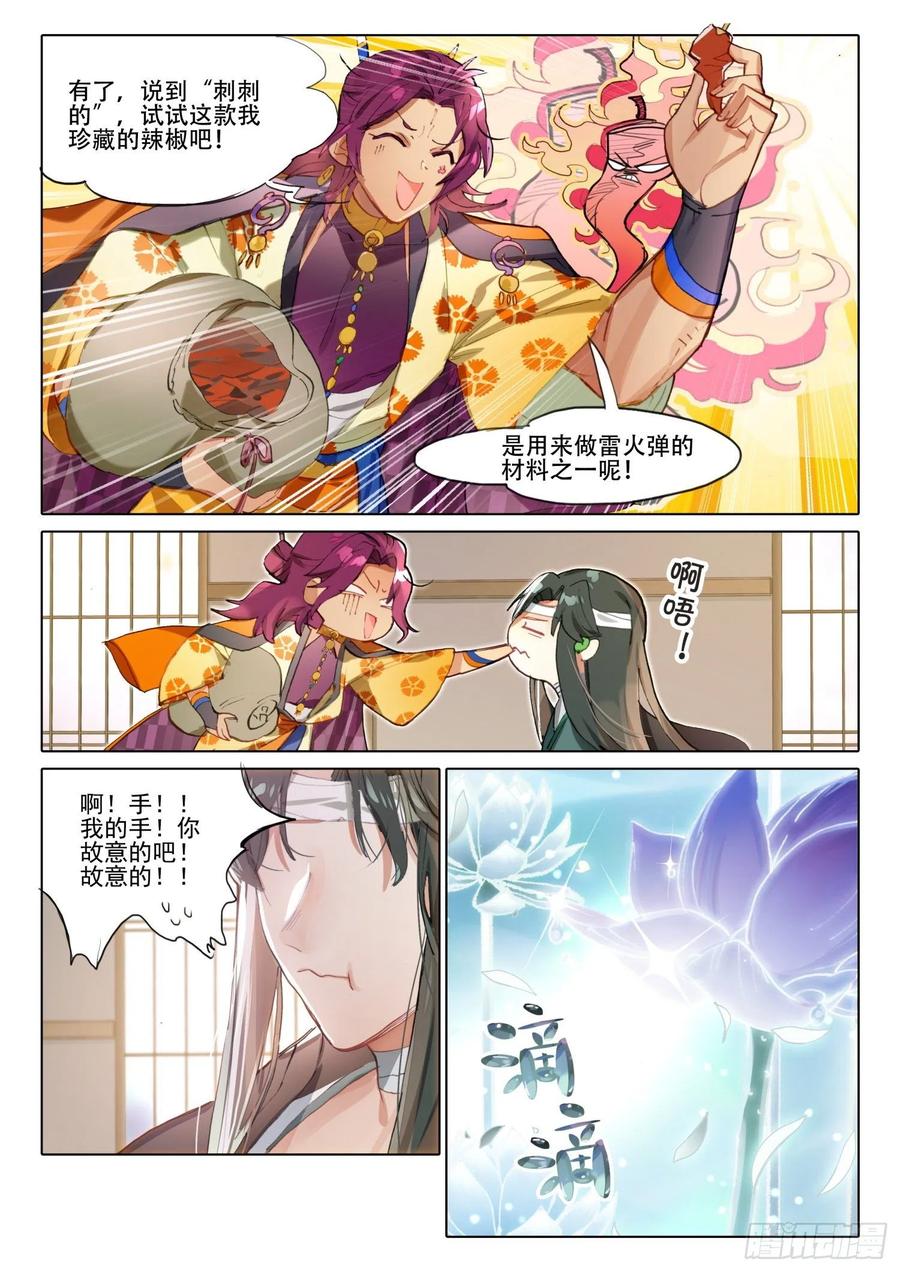 有了，说到“刺刺
的”，试试这款我
珍藏的辣椒吧！
是用来做雷火弹的
材料之一呢！
啊唔！
啊！手！！
我的手！你
故意的吧！
故意的！！
滴
滴
腾讯动漫